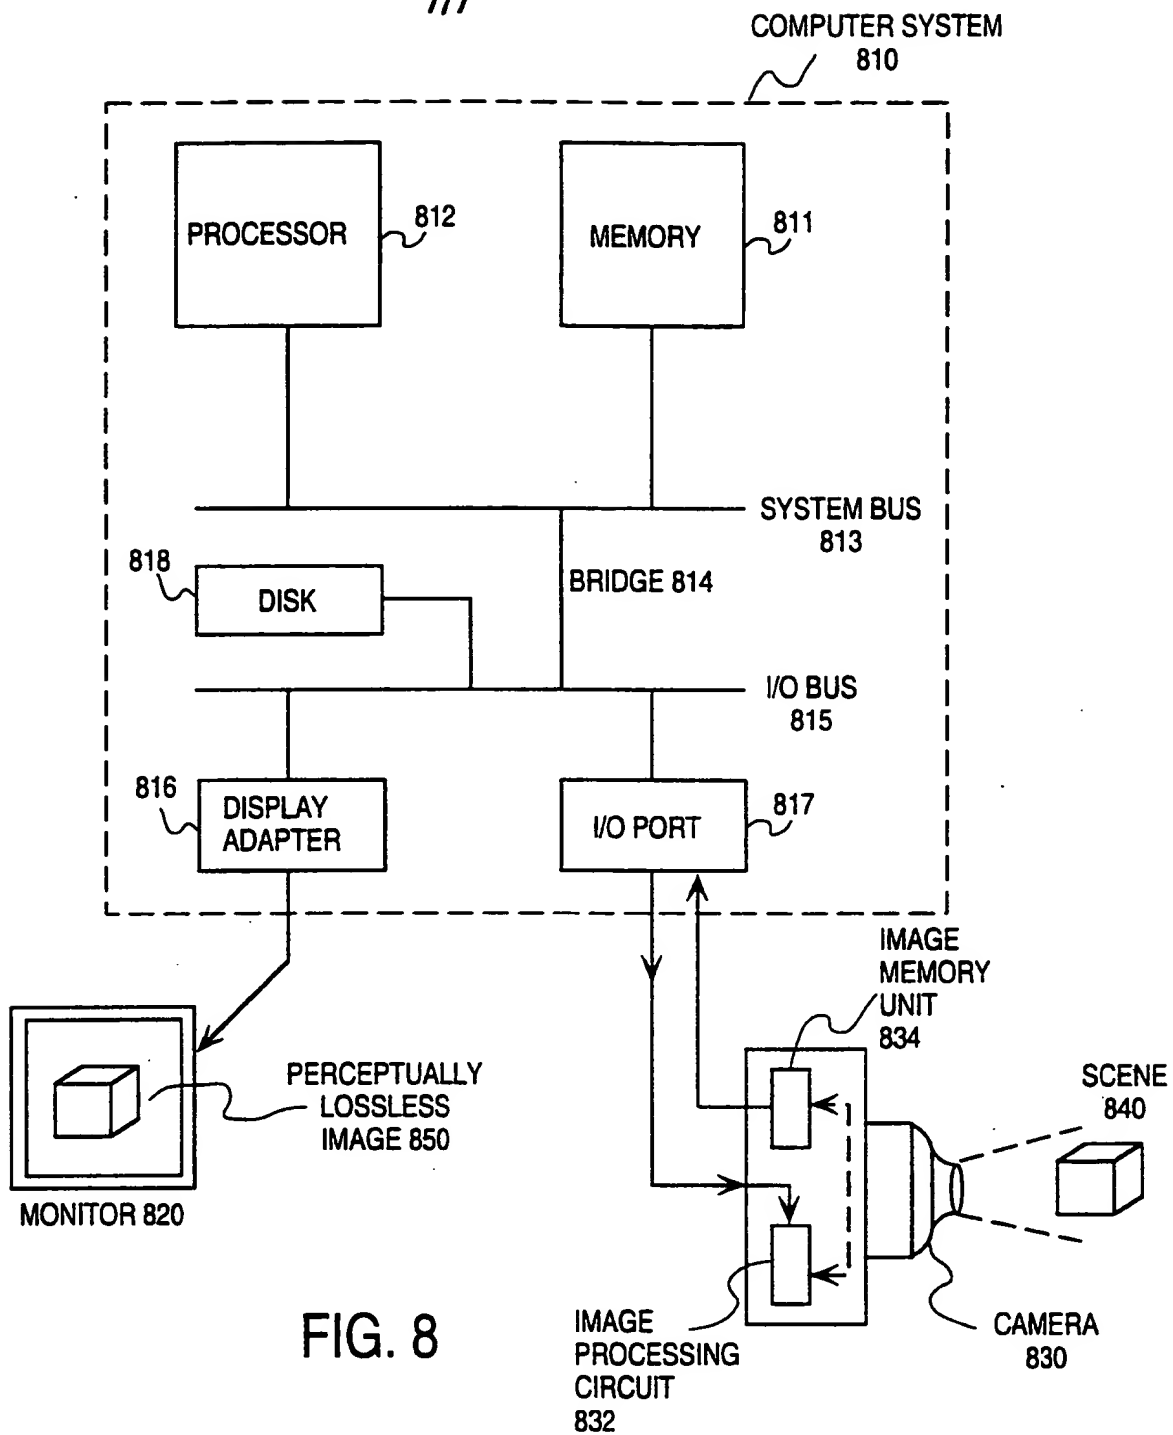 COMPUTER SYSTEM
810
PROCESSOR
812
MEMORY
811
SYSTEM BUS
813
818
DISK
BRIDGE 814
I/O BUS
815
816
DISPLAY
ADAPTER
I/O PORT
817
IMAGE
MEMORY
UNIT
834
PERCEPTUALLY
LOSSLESS
IMAGE 850
SCENE
840
MONITOR 820
FIG. 8
IMAGE
PROCESSING
CIRCUIT
832
CAMERA
830